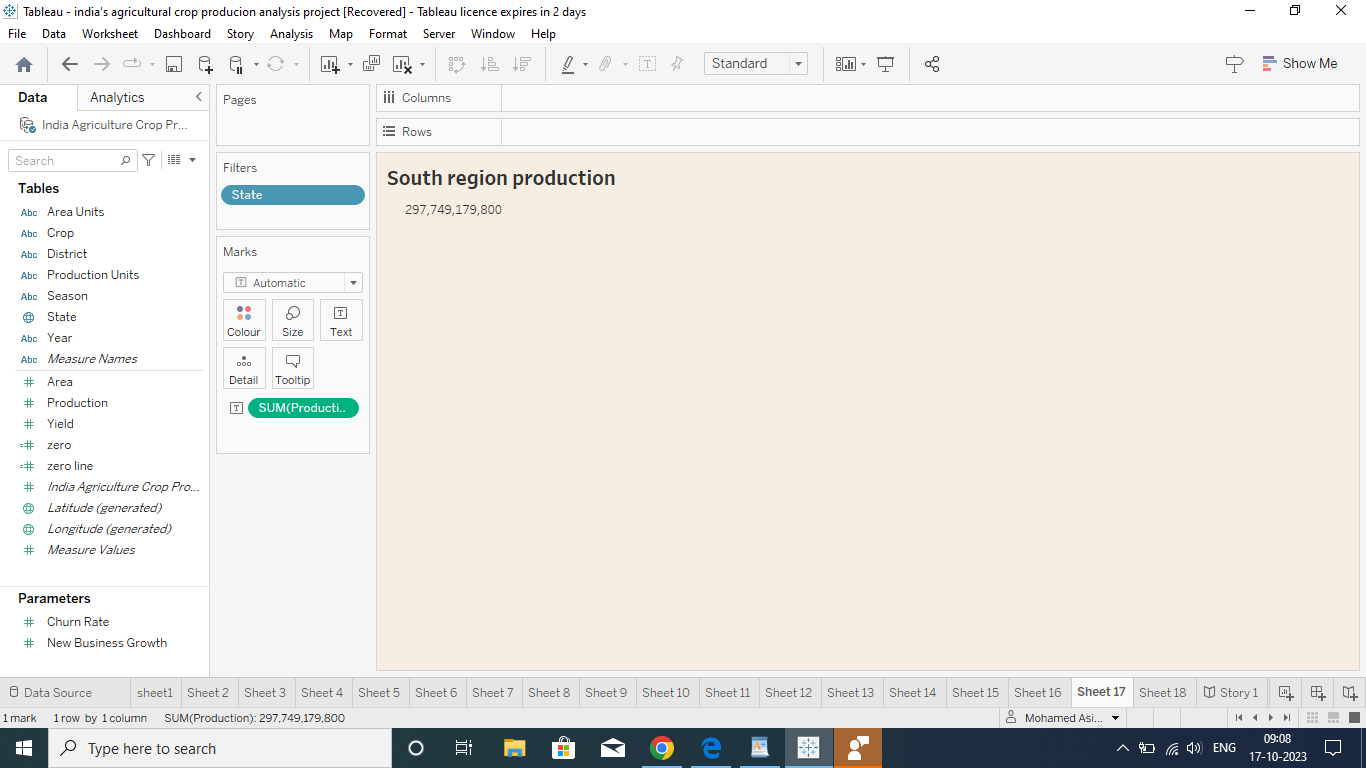 Tableau - india's agricultural crop producion analysis project [Recovered] - Tableau licence expires in 2 days
File Data Worksheet Dashboard Story Analysis Map Format Server Window Help
Standard
Show Me
Data Analytics
India Agriculture Crop Pr...
Search
Tables
Abc Area Units
Abc Crop
Abc District
Abc Production Units
Abc Season
State
Abc Year
Abc Measure Names
# Area
# Production
# Yield
=# zero
=# zero line
# India Agriculture Crop Pro...
Latitude (generated)
Longitude (generated)
# Measure Values
Parameters
# Churn Rate
# New Business Growth
Pages
Filters
State
Marks
T Automatic
Colour Size Text
Detail Tooltip
T SUM(Producti..
Columns
Rows
South region production
297,749,179,800
Data Source sheet1 Sheet 2 Sheet 3 Sheet 4 Sheet 5 Sheet 6 Sheet 7 Sheet 8 Sheet 9 Sheet 10 Sheet 11 Sheet 12 Sheet 13 Sheet 14 Sheet 15 Sheet 16 Sheet 17 Sheet 18 Story 1
1 mark 1 row by 1 column SUM(Production): 297,749,179,800 Mohamed Asi...
Type here to search
ENG
09:08
17-10-2023